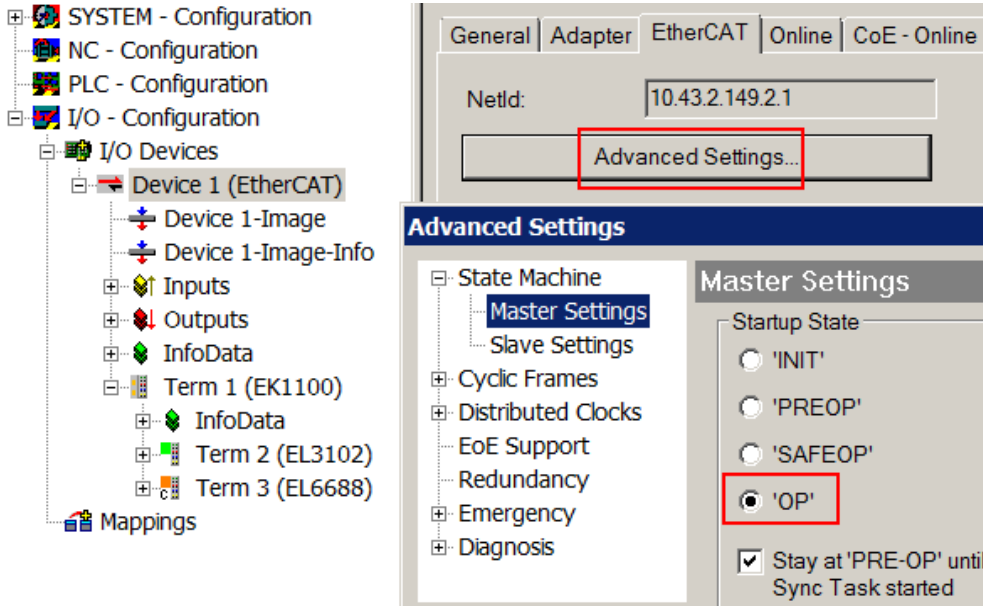 SYSTEM - Configuration
NC - Configuration
PLC - Configuration
I/O - Configuration
I/O Devices
Device 1 (EtherCAT)
Device 1-Image
Device 1-Image-Info
Inputs
Outputs
InfoData
Term 1 (EK1100)
InfoData
Term 2 (EL3102)
C
Term 3 (EL6688)
Mappings
General Adapter EtherCAT Online CoE - Online
NetId: 10.43.2.149.2.1
Advanced Settings...
Advanced Settings
State Machine
Master Settings
Slave Settings
Cyclic Frames
Distributed Clocks
EoE Support
Redundancy
Emergency
Diagnosis
Master Settings
Startup State
'INIT'
'PREOP'
'SAFEOP'
'OP'
Stay at 'PRE-OP' until
Sync Task started